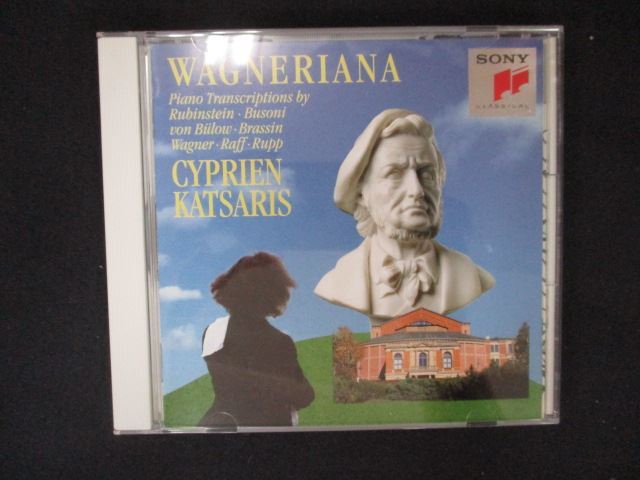 WAGNERIANA
Piano Transcriptions by
Rubinstein · Busoni
von Bülow · Brassin
Wagner · Raff · Rupp
CYPRIEN
KATSARIS
SONY
CLASSICAL